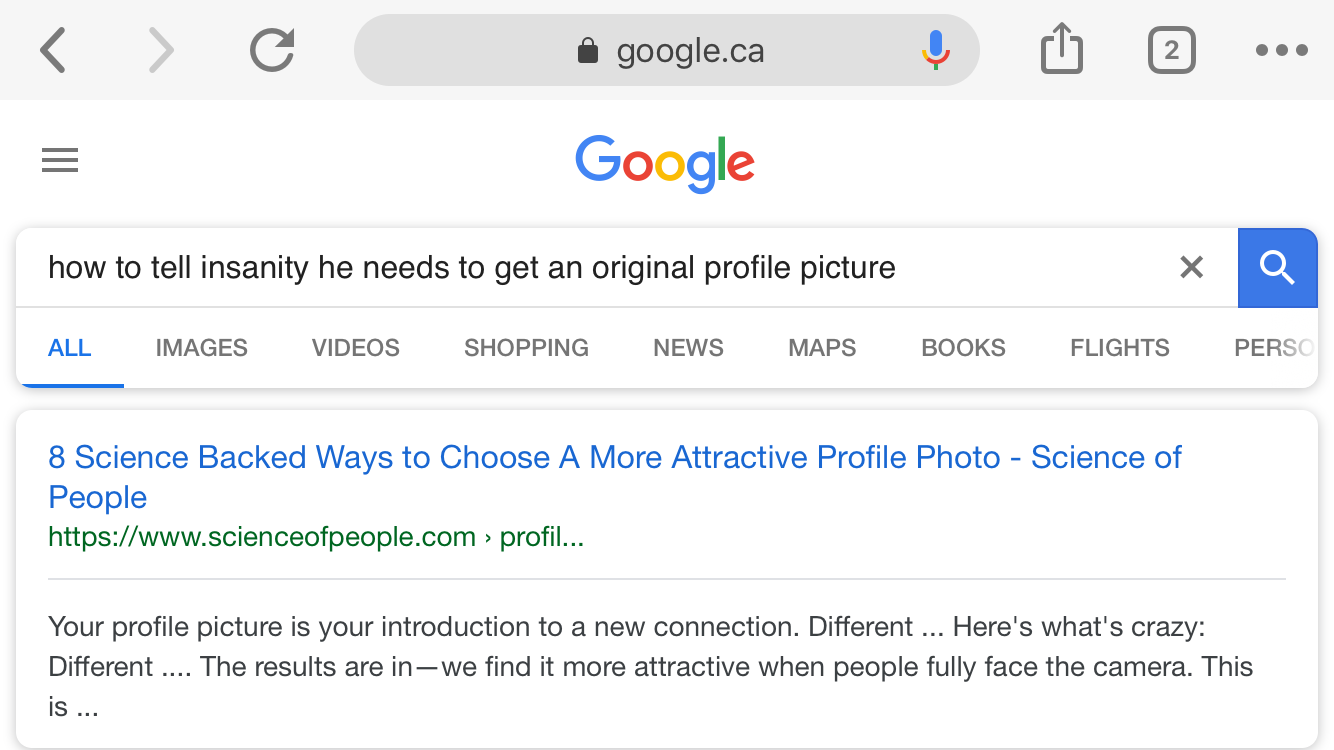 google.ca
2
Google
how to tell insanity he needs to get an original profile picture
ALL IMAGES VIDEOS SHOPPING NEWS MAPS BOOKS FLIGHTS PERSO
8 Science Backed Ways to Choose A More Attractive Profile Photo - Science of
People
https://www.scienceofpeople.com › profil...
Your profile picture is your introduction to a new connection. Different ... Here's what's crazy:
Different .... The results are in—we find it more attractive when people fully face the camera. This
is ...